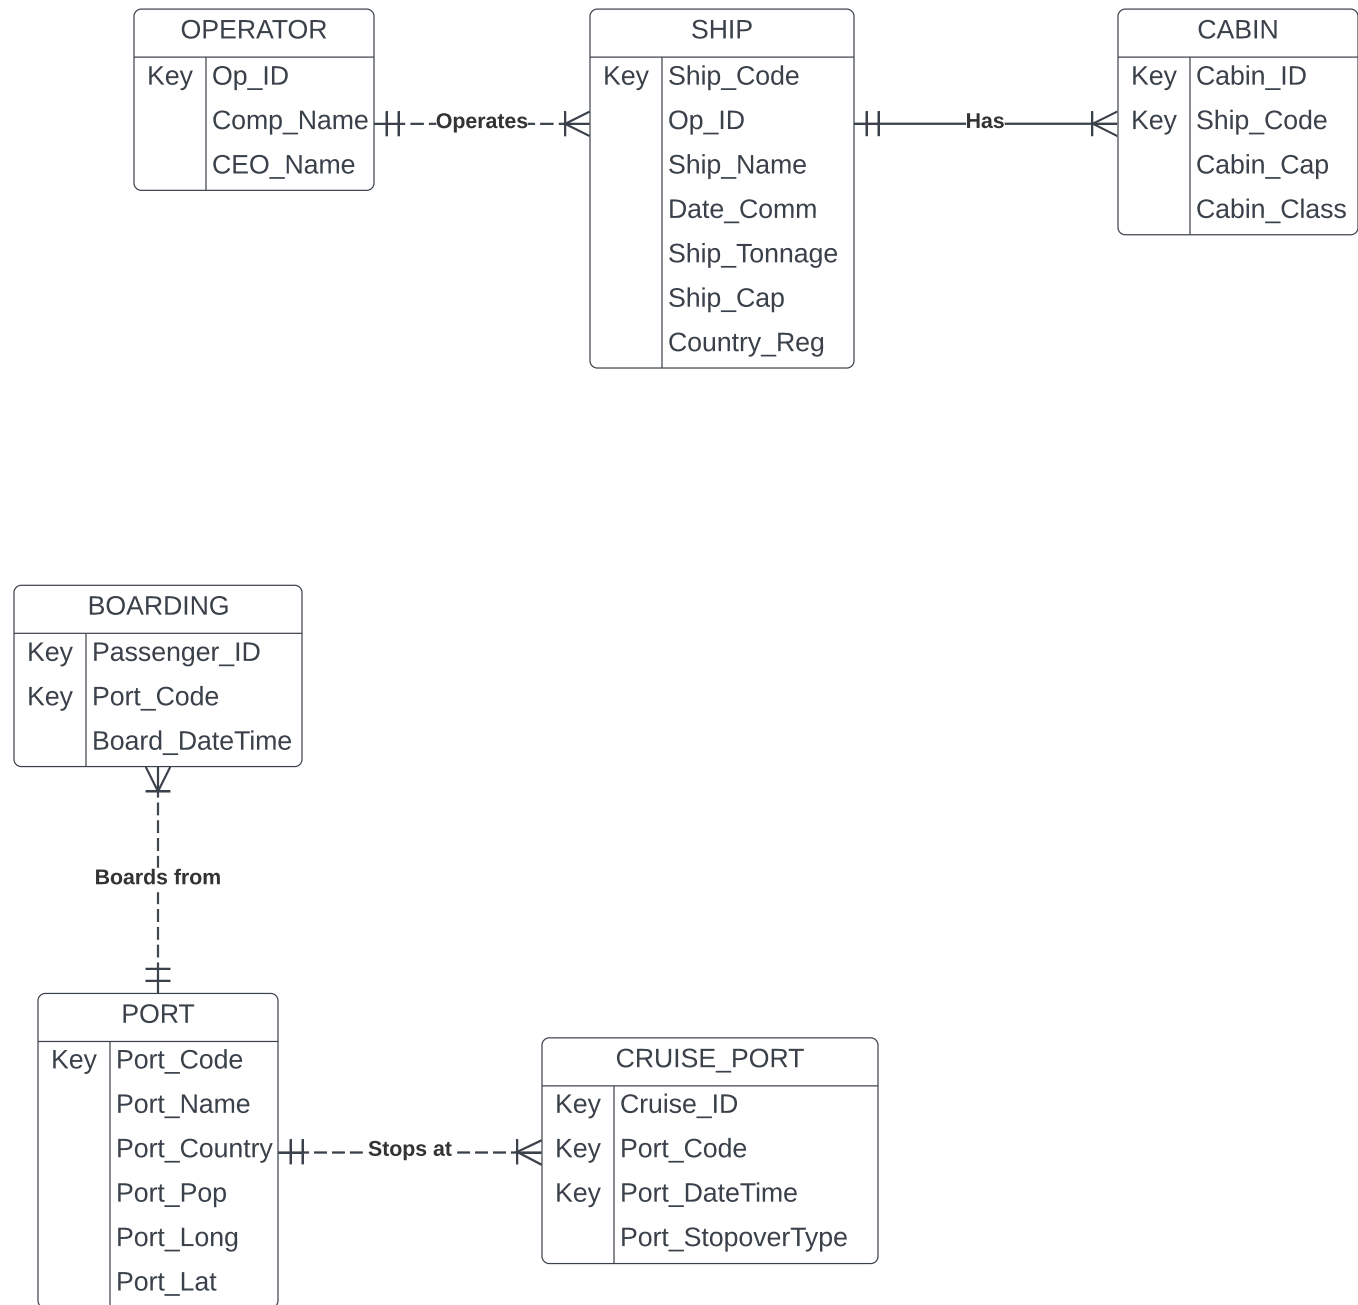 OPERATOR
Key Op_ID
Comp_Name
CEO_Name
Operates
SHIP
Key Ship_Code
Op_ID
Ship_Name
Date_Comm
Ship_Tonnage
Ship_Cap
Country_Reg
Has
CABIN
Key Cabin_ID
Key Ship_Code
Cabin_Cap
Cabin_Class
BOARDING
Key Passenger_ID
Key Port_Code
Board_DateTime
Boards from
PORT
Key Port_Code
Port_Name
Port_Country
Port_Pop
Port_Long
Port_Lat
Stops at
CRUISE_PORT
Key Cruise_ID
Key Port_Code
Key Port_DateTime
Port_StopoverType